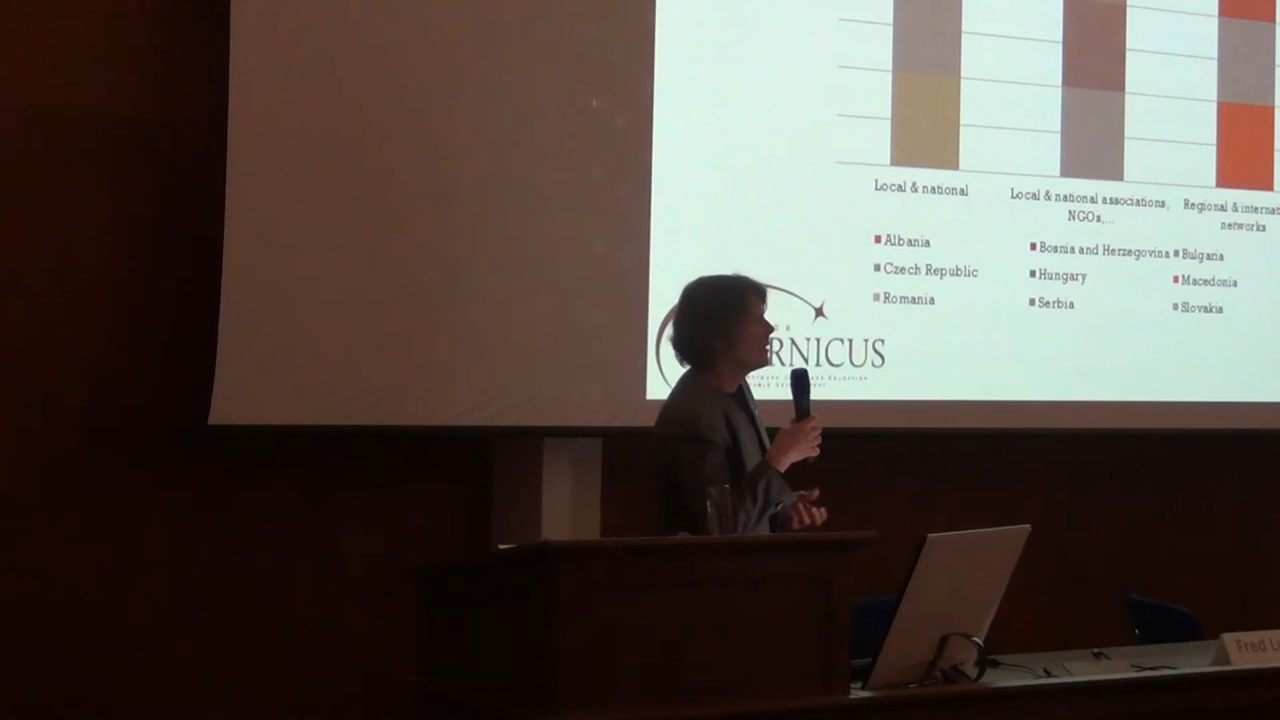 Local & national
Local & national associations,
NGOs,...
Regional & internat
networks
Albania
Bosnia and Herzegovina
Bulgaria
Czech Republic
Hungary
Macedonia
Romania
Serbia
Slovakia
RNICUS
Fred L